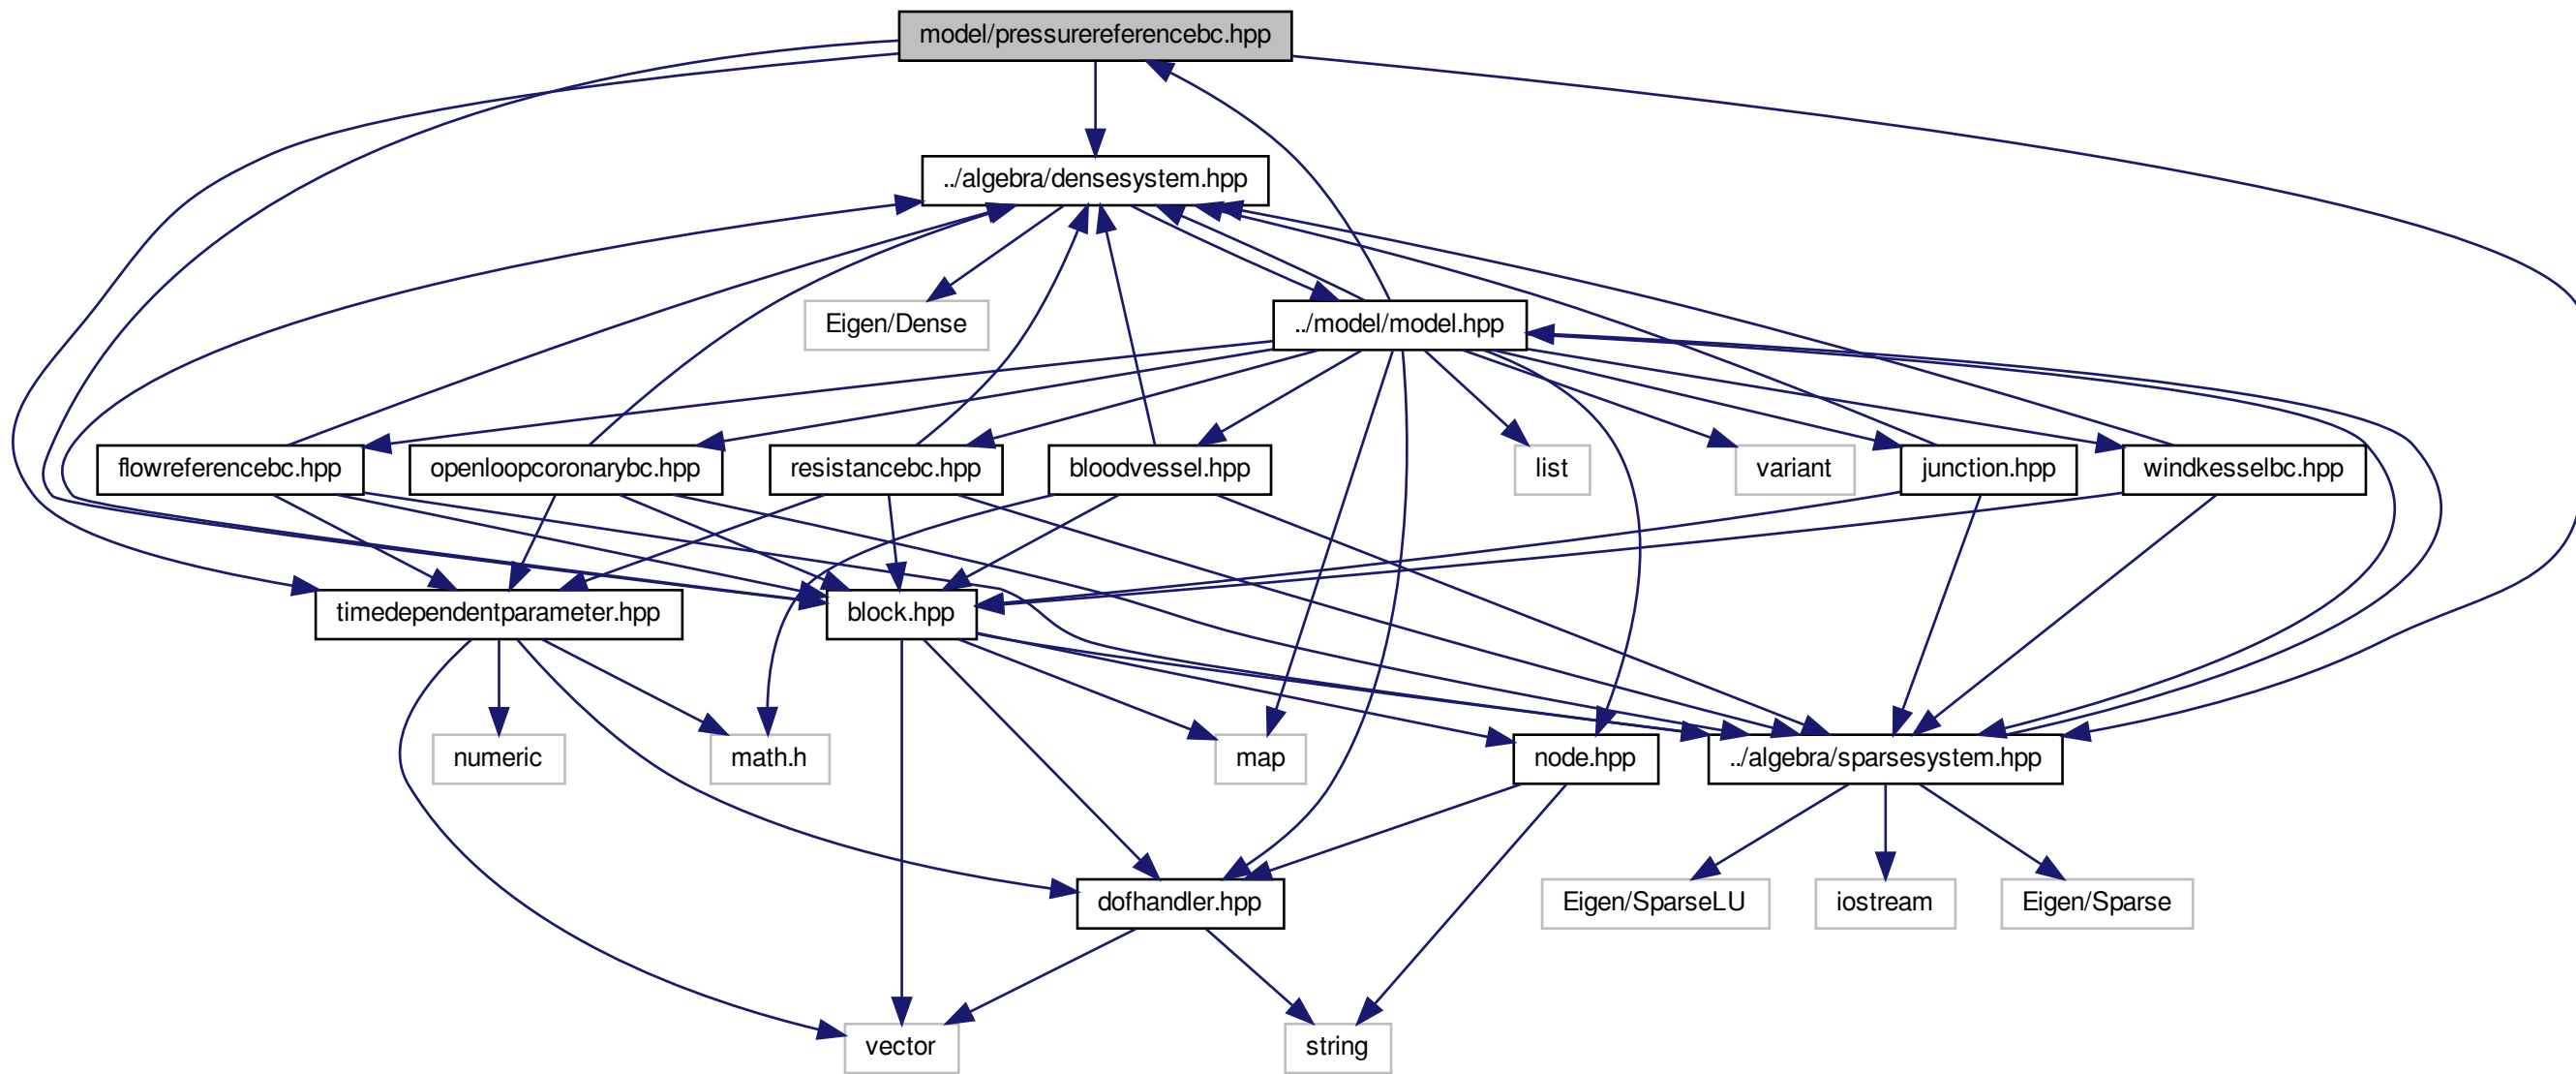 model/pressurereferencebc.hpp
../algebra/densesystem.hpp
Eigen/Dense
../model/model.hpp
flowreferencebc.hpp
openloopcoronarybc.hpp
resistancebc.hpp
bloodvessel.hpp
list
variant
junction.hpp
windkesselbc.hpp
timedependentparameter.hpp
block.hpp
numeric
math.h
map
node.hpp
../algebra/sparsesystem.hpp
dofhandler.hpp
Eigen/SparseLU
iostream
Eigen/Sparse
vector
string